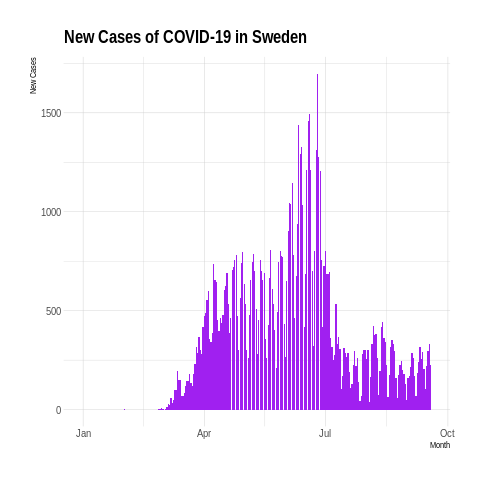 New Cases of COVID-19 in Sweden
New Cases
1500
1000
500
0
Jan Apr Jul Oct
Month